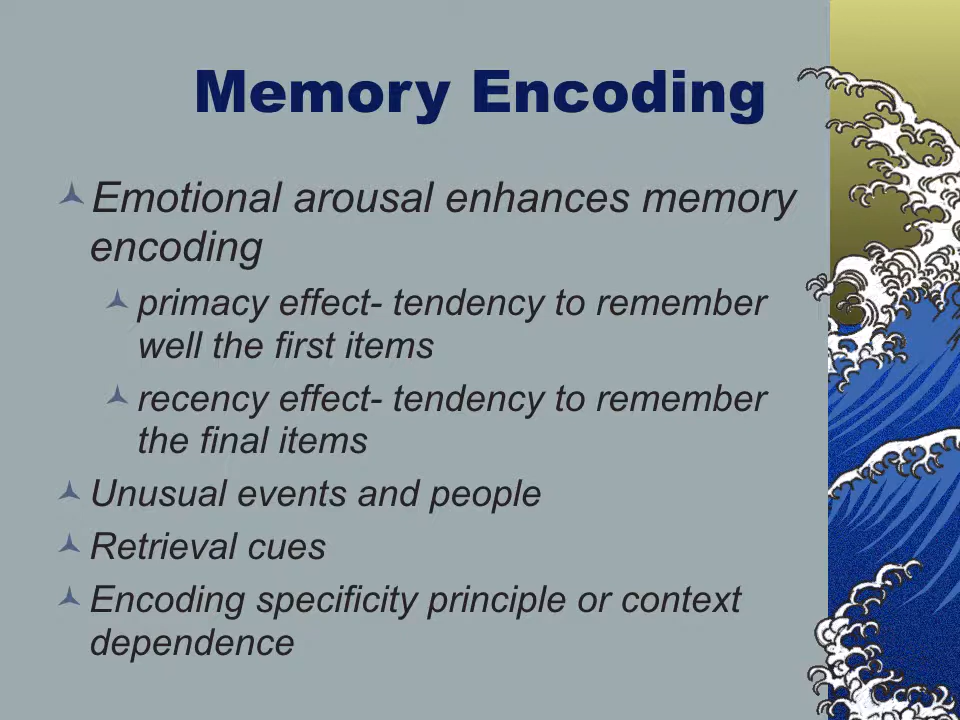 Memory Encoding
Emotional arousal enhances memory
encoding
primacy effect- tendency to remember
well the first items
recency effect- tendency to remember
the final items
Unusual events and people
Retrieval cues
Encoding specificity principle or context
dependence